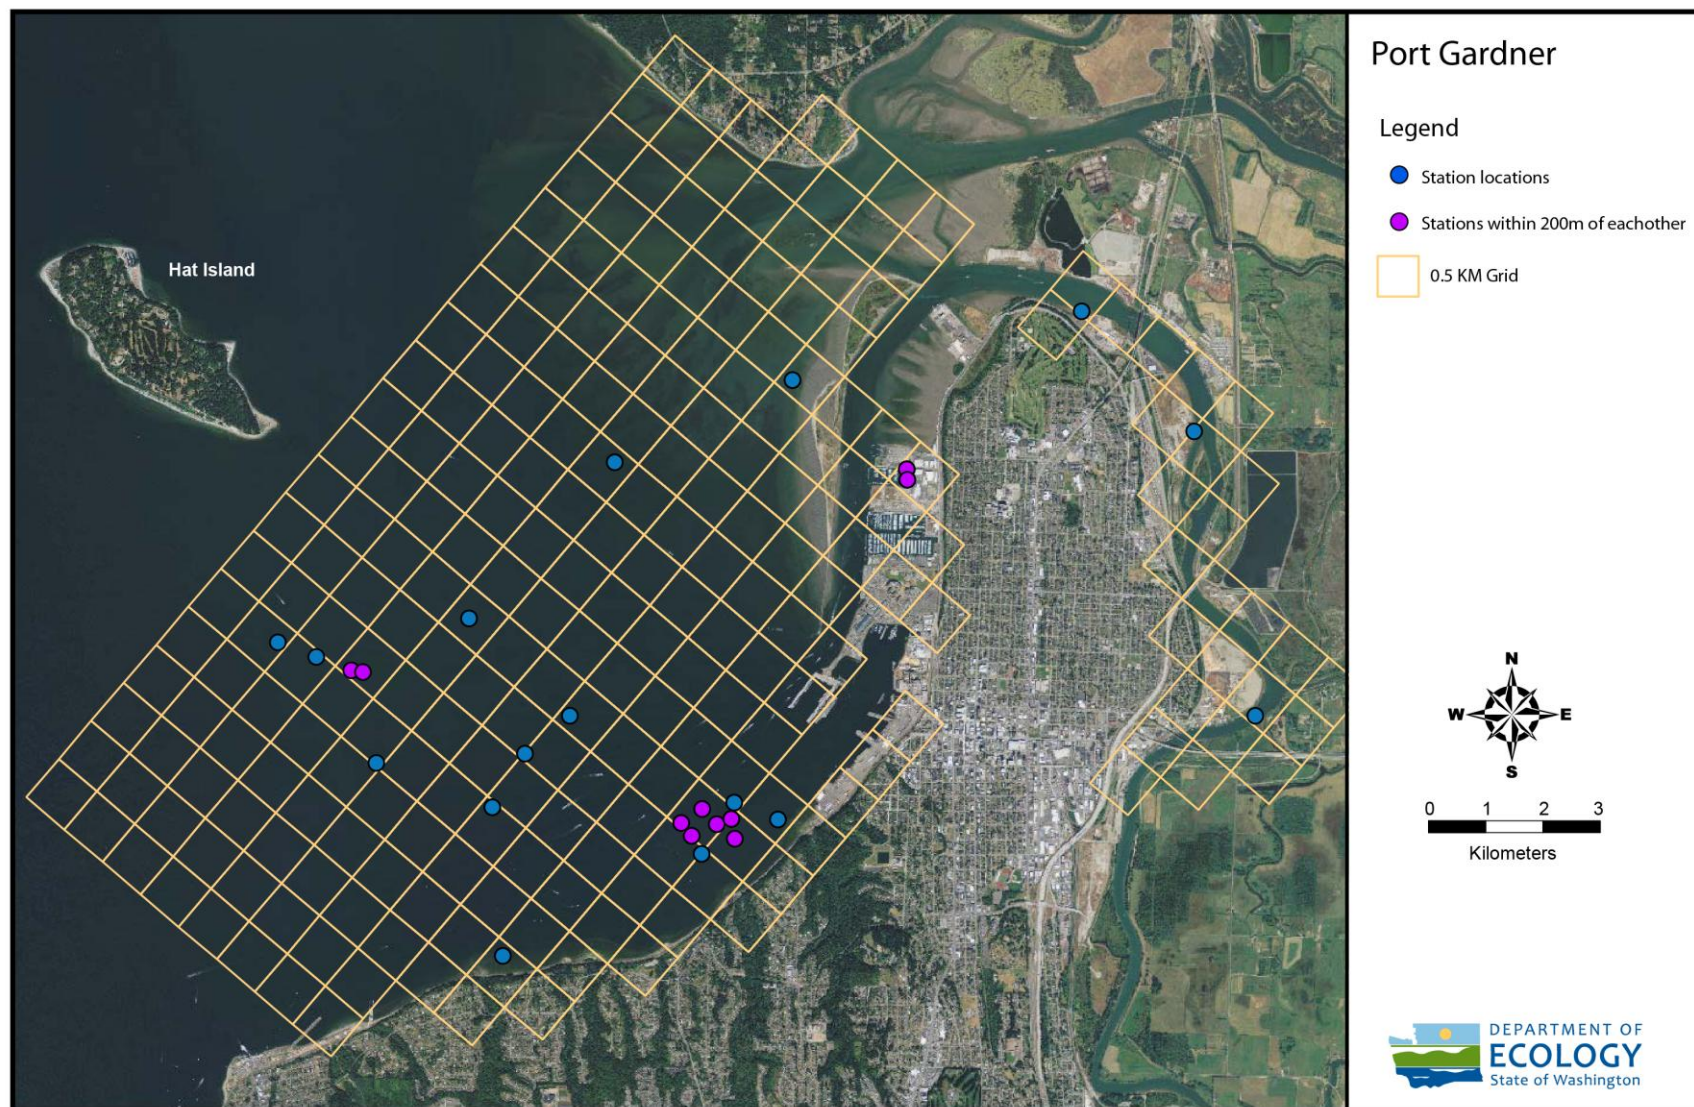 Port Gardner
Legend
Station locations
Stations within 200m of eachother
0.5 KM Grid
Hat Island
N
W E
S
0 1 2 3
Kilometers
DEPARTMENT OF
ECOLOGY
State of Washington